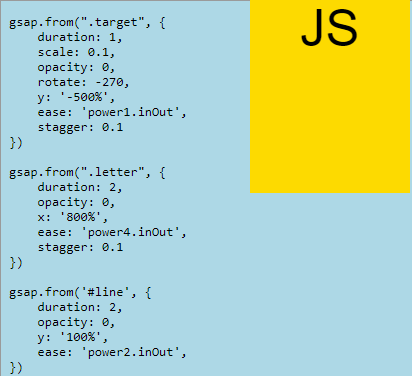 gsap.from(".target", {
    duration: 1,
    scale: 0.1,
    opacity: 0,
    rotate: -270,
    y: '-500%',
    ease: 'power1.inOut',
    stagger: 0.1
})
gsap.from(".letter", {
    duration: 2,
    opacity: 0,
    x: '800%',
    ease: 'power4.inOut',
    stagger: 0.1
})
gsap.from('#line', {
    duration: 2,
    opacity: 0,
    y: '100%',
    ease: 'power2.inOut',
})
JS